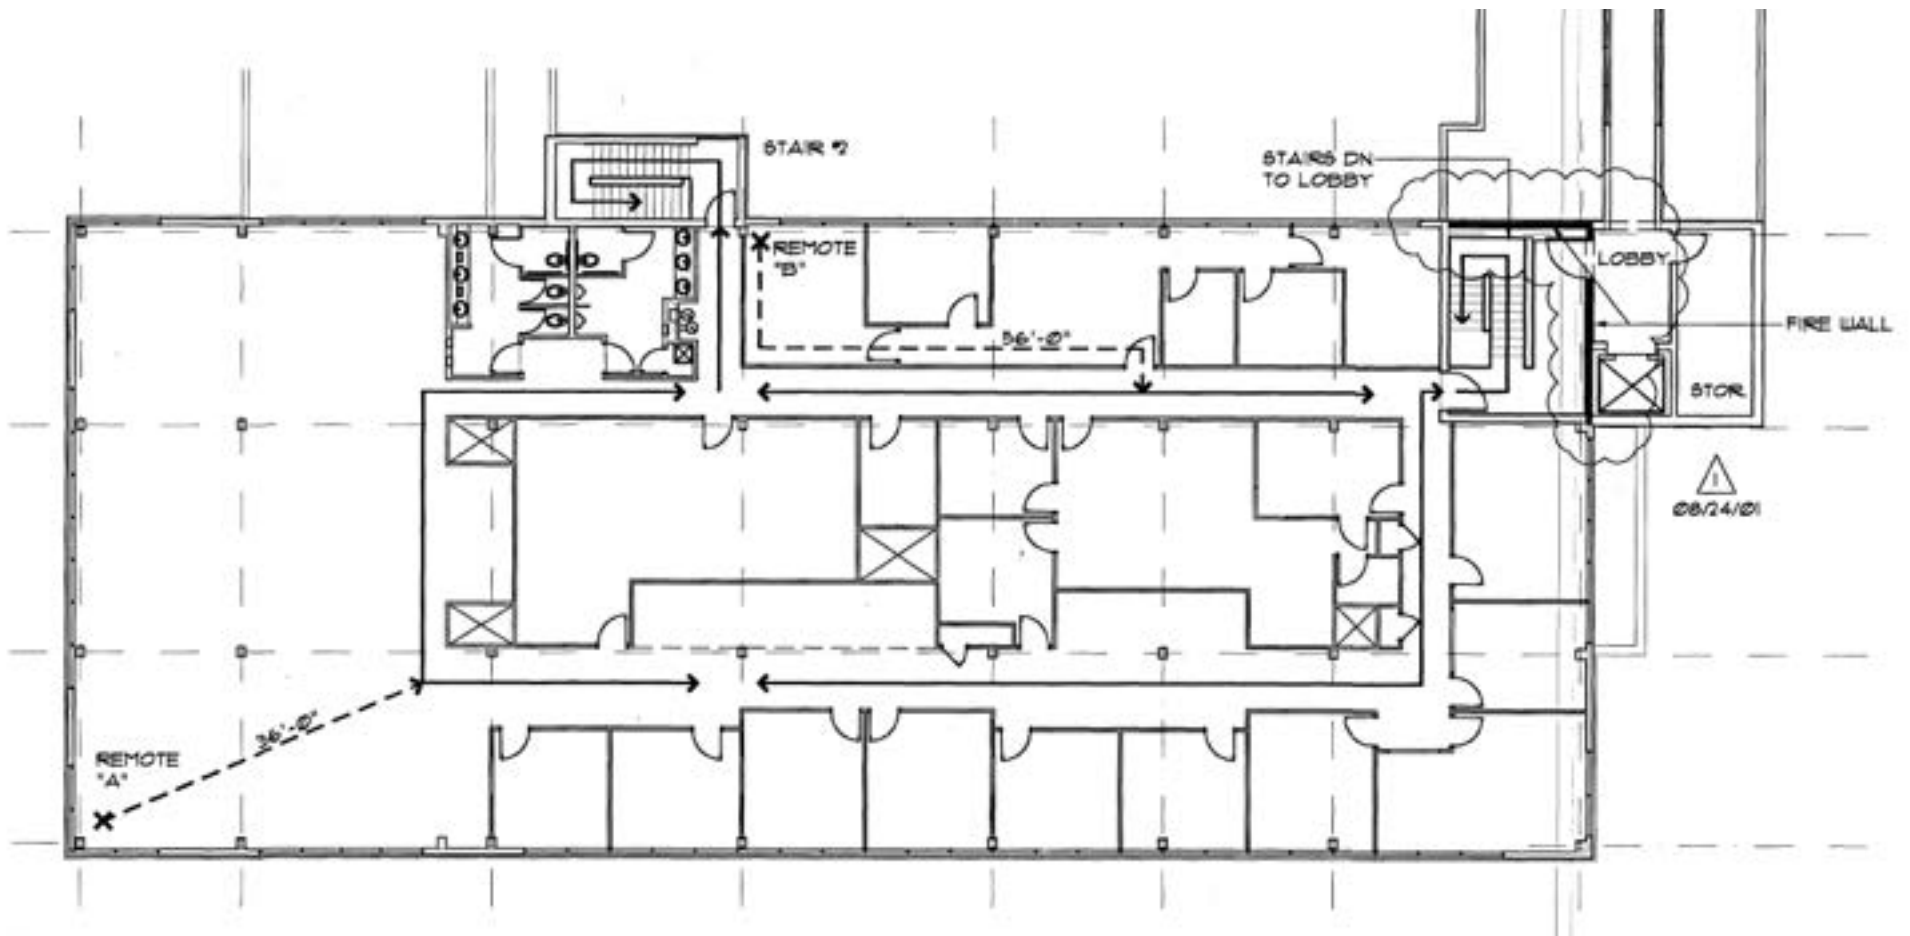 STAIR #2
STAIRS DN
TO LOBBY
REMOTE
"B"
LOBBY
56'-0"
FIRE WALL
STOR.
1
08/24/01
36'-0"
REMOTE
"A"